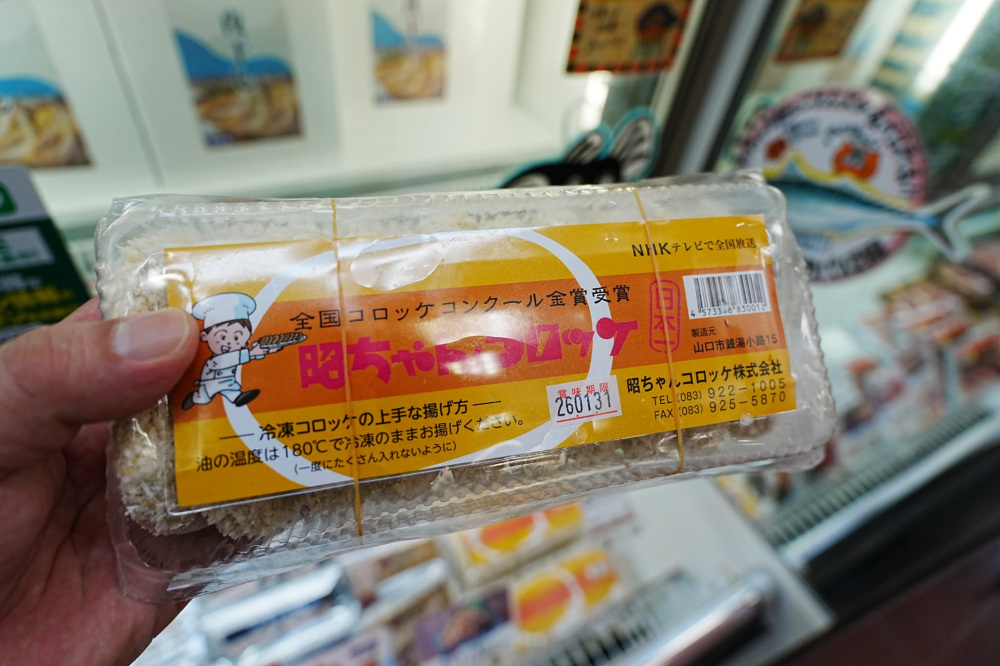 NHKテレビで全国放送
全国コロッケコンクール金賞受賞
日本一
昭ちゃんコロッケ
4573348830012
製造元
山口市銭湯小路15
昭ちゃんコロッケ株式会社
TEL (083) 922-1005
FAX (083) 925-5870
賞味期限
260131
冷凍コロッケの上手な揚げ方
油の温度は180℃で冷凍のままお揚げください。
(一度にたくさん入れないように)